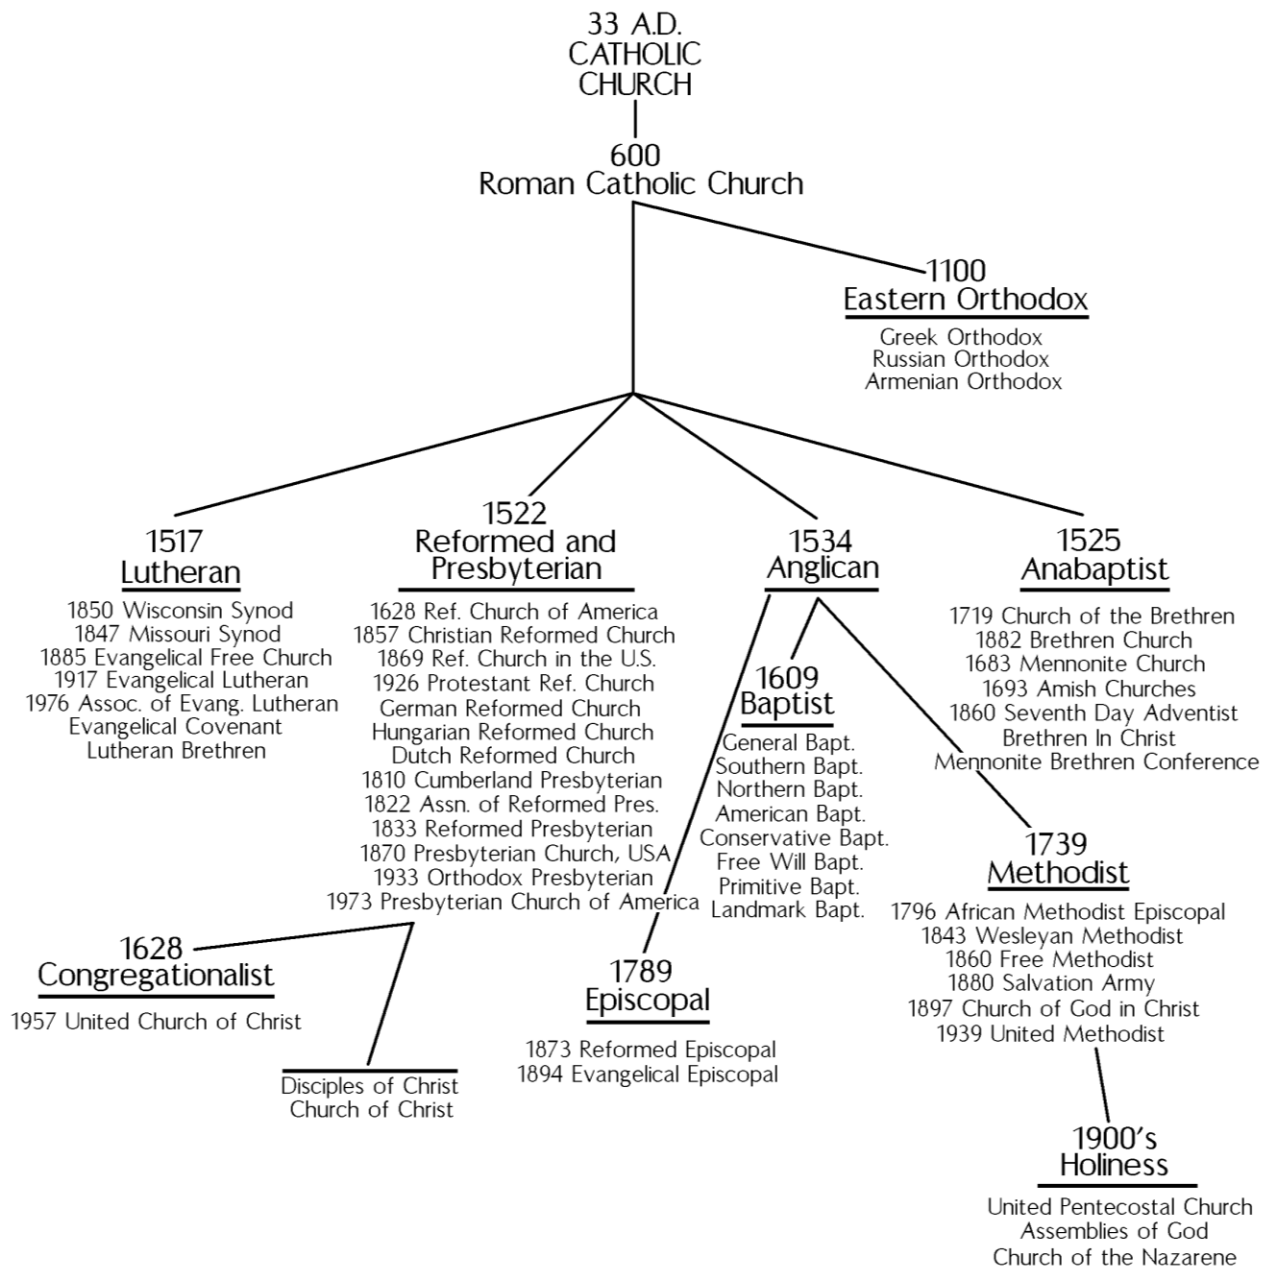 33 A.D.
CATHOLIC
CHURCH
600
Roman Catholic Church
1100
Eastern Orthodox
Greek Orthodox
Russian Orthodox
Armenian Orthodox
1517
Lutheran
1850 Wisconsin Synod
1847 Missouri Synod
1885 Evangelical Free Church
1917 Evangelical Lutheran
1976 Assoc. of Evang. Lutheran
Evangelical Covenant
Lutheran Brethren
1522
Reformed and
Presbyterian
1628 Ref. Church of America
1857 Christian Reformed Church
1869 Ref. Church in the U.S.
1926 Protestant Ref. Church
German Reformed Church
Hungarian Reformed Church
Dutch Reformed Church
1810 Cumberland Presbyterian
1822 Assn. of Reformed Pres.
1833 Reformed Presbyterian
1870 Presbyterian Church, USA
1933 Orthodox Presbyterian
1973 Presbyterian Church of America
1534
Anglican
1525
Anabaptist
1719 Church of the Brethren
1882 Brethren Church
1683 Mennonite Church
1693 Amish Churches
1860 Seventh Day Adventist
Brethren In Christ
Mennonite Brethren Conference
1609
Baptist
General Bapt.
Southern Bapt.
Northern Bapt.
American Bapt.
Conservative Bapt.
Free Will Bapt.
Primitive Bapt.
Landmark Bapt.
1739
Methodist
1796 African Methodist Episcopal
1843 Wesleyan Methodist
1860 Free Methodist
1880 Salvation Army
1897 Church of God in Christ
1939 United Methodist
1628
Congregationalist
1957 United Church of Christ
Disciples of Christ
Church of Christ
1789
Episcopal
1873 Reformed Episcopal
1894 Evangelical Episcopal
1900's
Holiness
United Pentecostal Church
Assemblies of God
Church of the Nazarene